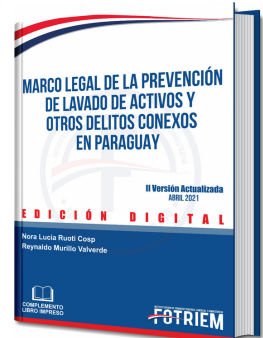 MARCO LEGAL DE LA PREVENCIÓN
DE LAVADO DE ACTIVOS Y
OTROS DELITOS CONEXOS
EN PARAGUAY
II Versión Actualizada
ABRIL 2021
EDICIÓN DIGITAL
Nora Lucia Ruoti Cosp
Reynaldo Murillo Valverde
COMPLEMENTO
LIBRO IMPRESO
FOTRIEM